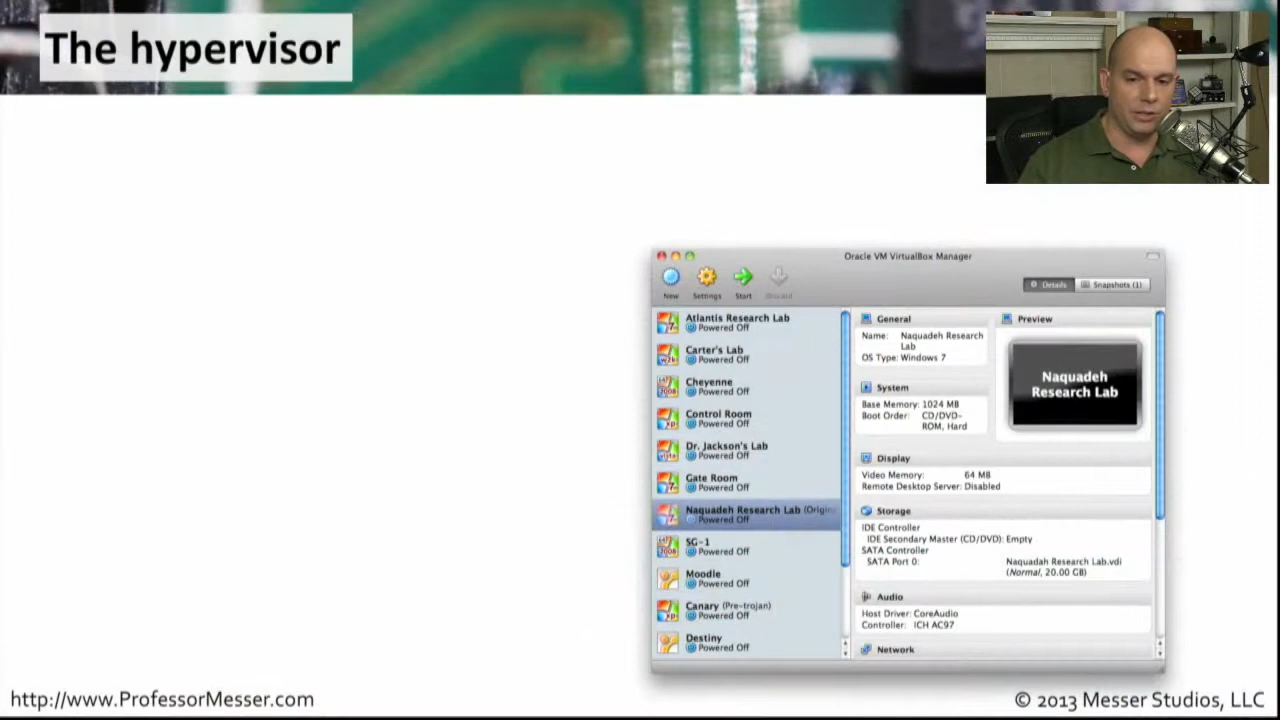 The hypervisor
Oracle VM VirtualBox Manager
New Settings Start Discard
Details Snapshots (1)
Atlantis Research Lab
Powered Off
Carter's Lab
Powered Off
Cheyenne
Powered Off
Control Room
Powered Off
Dr. Jackson's Lab
Powered Off
Gate Room
Powered Off
Naquadeh Research Lab (Origin
Powered Off
SG-1
Powered Off
Moodle
Powered Off
Canary (Pre-trojan)
Powered Off
Destiny
Powered Off
General
Name: Naquadeh Research
Lab
OS Type: Windows 7
System
Base Memory: 1024 MB
Boot Order: CD/DVD-
ROM, Hard
Preview
Naquadeh
Research Lab
Display
Video Memory: 64 MB
Remote Desktop Server: Disabled
Storage
IDE Controller
IDE Secondary Master (CD/DVD): Empty
SATA Controller
SATA Port 0: Naquadah Research Lab.vdi
(Normal, 20.00 GB)
Audio
Host Driver: CoreAudio
Controller: ICH AC97
Network
http://www.ProfessorMesser.com
© 2013 Messer Studios, LLC